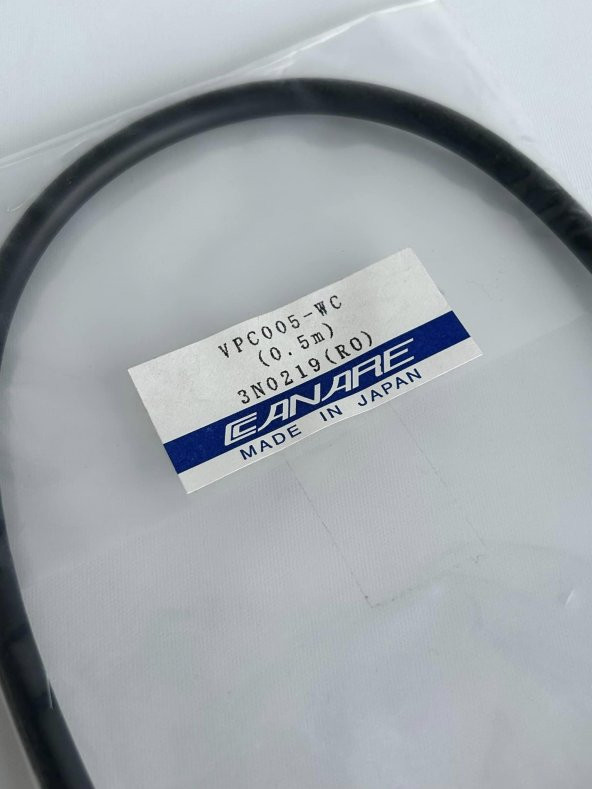 VPC005-WC
(0.5m)
3N0219(RO)
CANARE
MADE IN JAPAN